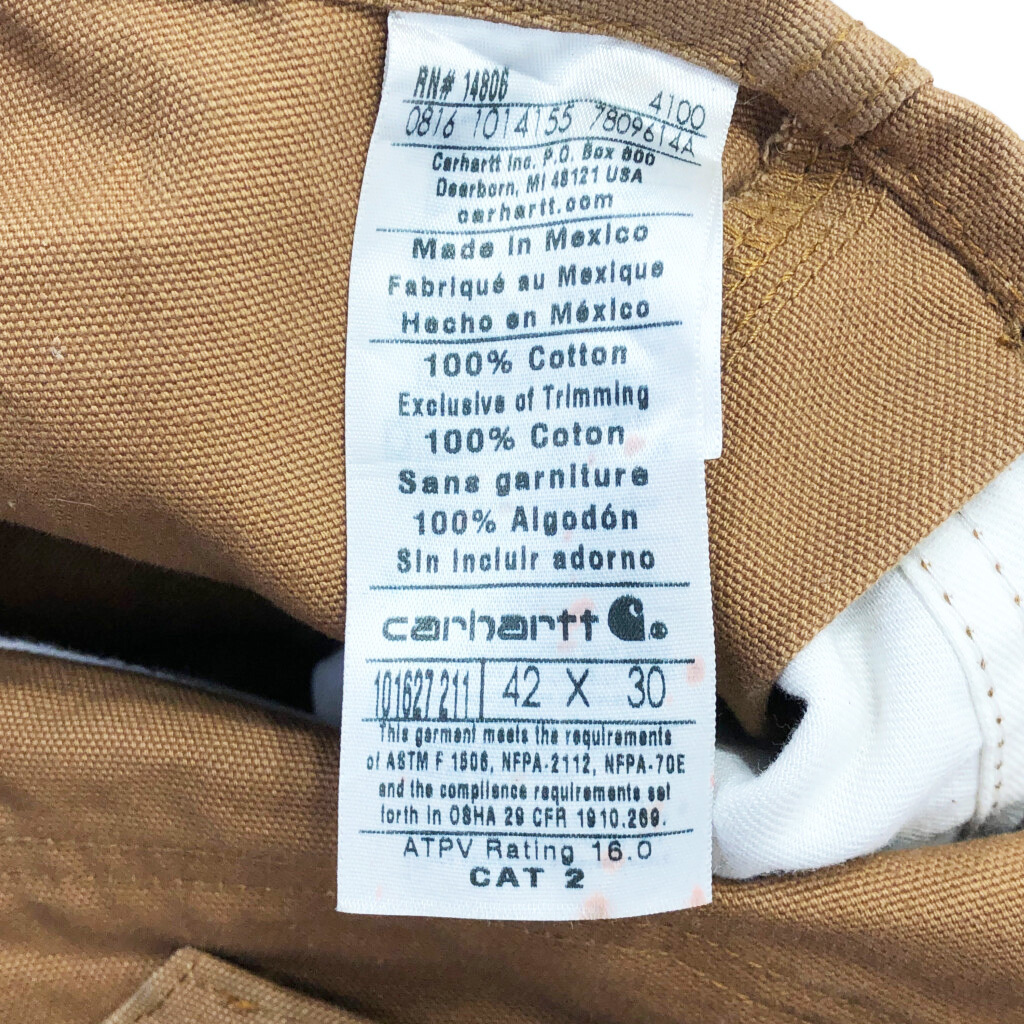 RN# 14806
4100
0816 1014155 7809614A
Carhartt Inc. P.O. Box 600
Dearborn, MI 48121 USA
carhartt.com
Made in Mexico
Fabriqué au Mexique
Hecho en México
100% Cotton
Exclusive of Trimming
100% Coton
Sans garniture
100% Algodón
Sin incluir adorno
carhartt
101627 211 42 X 30
This garment meets the requirements
of ASTM F 1506, NFPA-2112, NFPA-70E
and the compliance requirements set
forth in OSHA 29 CFR 1910.269.
ATPV Rating 16.0
CAT 2